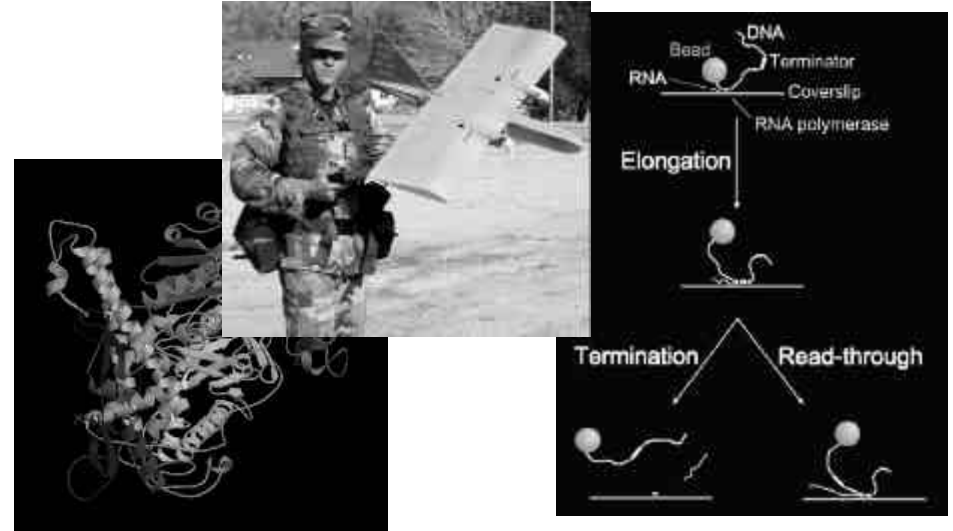 DNA
Bead
Terminator
RNA
Coverslip
RNA polymerase
Elongation
Termination
Read-through